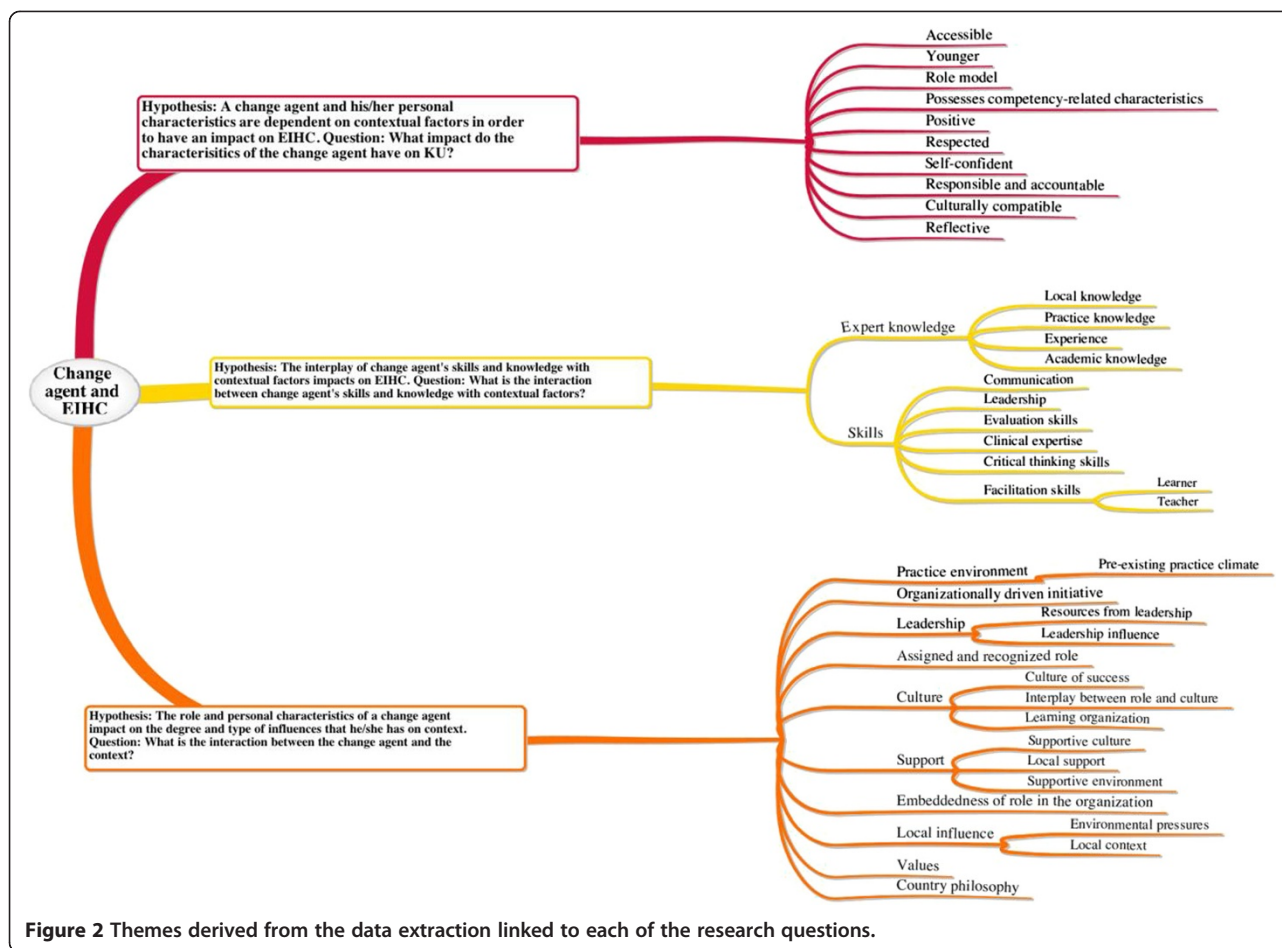 Accessible
Younger
Role model
Possesses competency-related characteristics
Positive
Respected
Self-confident
Responsible and accountable
Culturally compatible
Reflective
Hypothesis: A change agent and his/her personal
characteristics are dependent on contextual factors in order
to have an impact on EIHC. Question: What impact do the
characterisitics of the change agent have on KU?
Change
agent and
EIHC
Hypothesis: The interplay of change agent's skills and knowledge with
contextual factors impacts on EIHC. Question: What is the interaction
between change agent's skills and knowledge with contextual factors?
Expert knowledge
Local knowledge
Practice knowledge
Experience
Academic knowledge
Skills
Communication
Leadership
Evaluation skills
Clinical expertise
Critical thinking skills
Facilitation skills
Learner
Teacher
Hypothesis: The role and personal characteristics of a change agent
impact on the degree and type of influences that he/she has on context.
Question: What is the interaction between the change agent and the
context?
Practice environment
Pre-existing practice climate
Organizationally driven initiative
Leadership
Resources from leadership
Leadership influence
Assigned and recognized role
Culture
Culture of success
Interplay between role and culture
Learning organization
Support
Supportive culture
Local support
Supportive environment
Embeddedness of role in the organization
Local influence
Environmental pressures
Local context
Values
Country philosophy
Figure 2 Themes derived from the data extraction linked to each of the research questions.